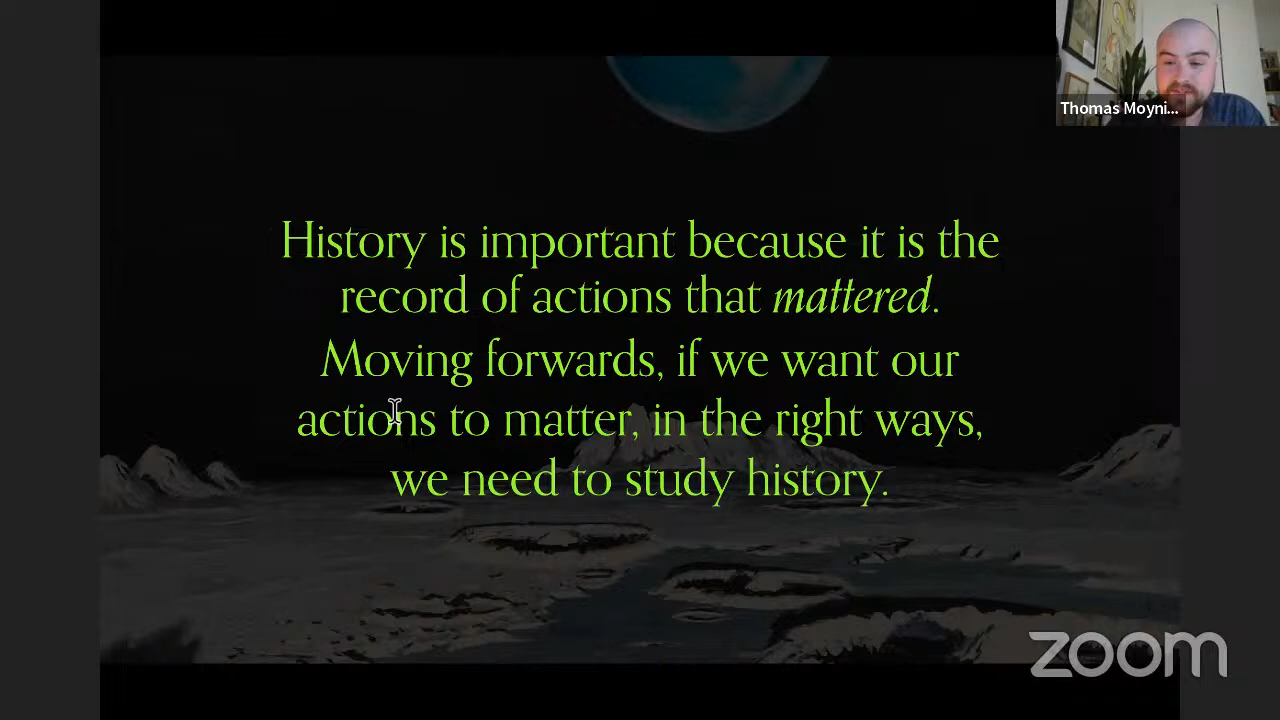 Thomas Moyni...
History is important because it is the
record of actions that mattered.
Moving forwards, if we want our
actions to matter, in the right ways,
we need to study history.
zoom